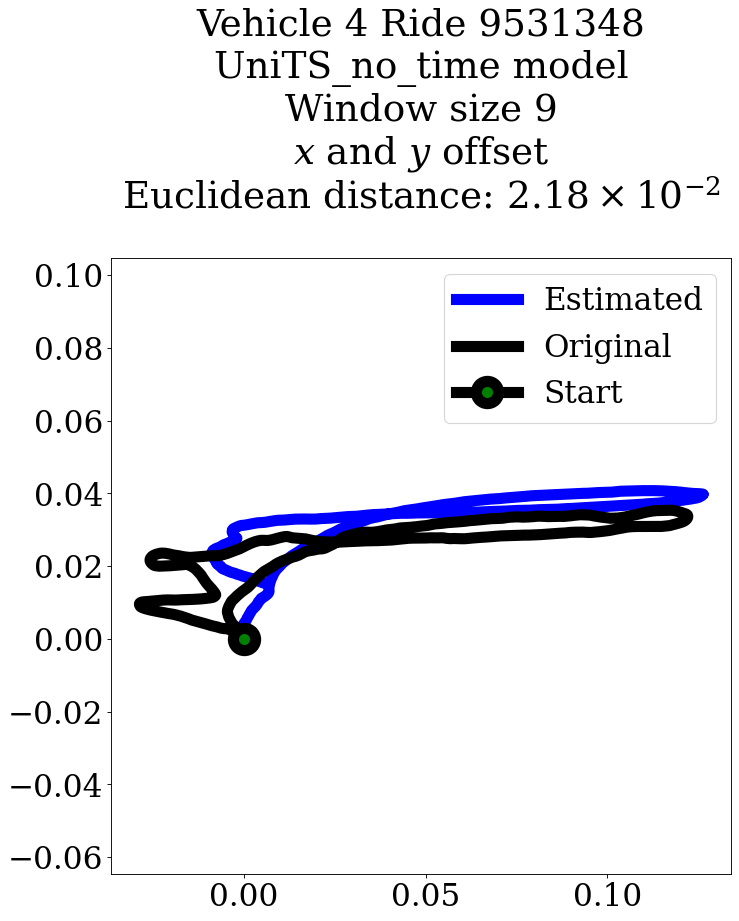 Vehicle 4 Ride 9531348
UniTS_no_time model
Window size 9
x and y offset
Euclidean distance: 2.18 × 10⁻²
Estimated
Original
Start
0.10
0.08
0.06
0.04
0.02
0.00
−0.02
−0.04
−0.06
0.00 0.05 0.10